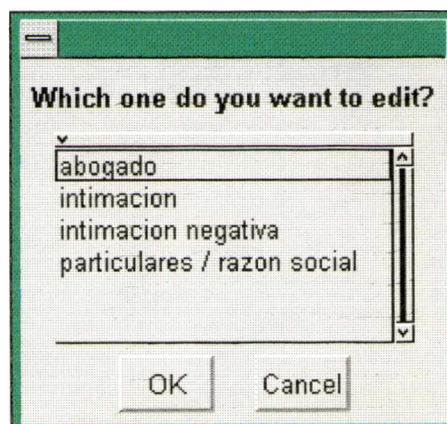 Which one do you want to edit?
abogado
intimacion
intimacion negativa
particulares / razon social
OK Cancel